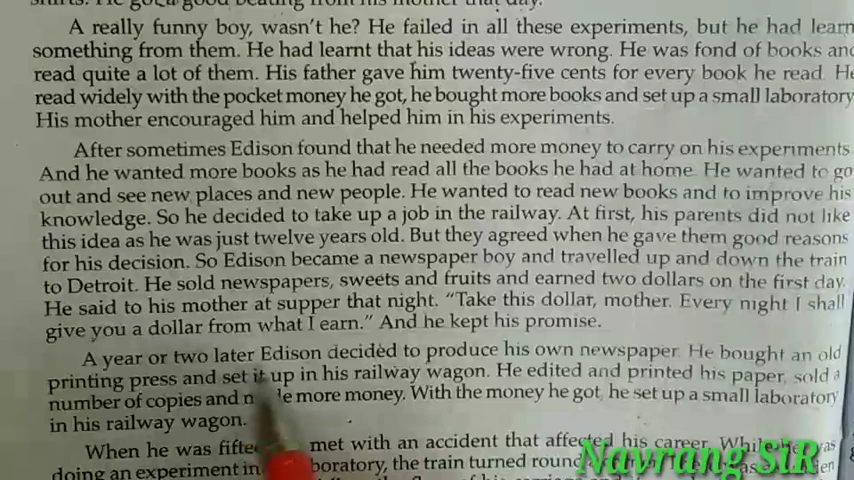 shirts. He got a good beating from his mother that day.
A really funny boy, wasn't he? He failed in all these experiments, but he had learn
something from them. He had learnt that his ideas were wrong. He was fond of books and
read quite a lot of them. His father gave him twenty-five cents for every book he read. He
read widely with the pocket money he got, he bought more books and set up a small laboratory
His mother encouraged him and helped him in his experiments.
After sometimes Edison found that he needed more money to carry on his experiments
And he wanted more books as he had read all the books he had at home. He wanted to go
out and see new places and new people. He wanted to read new books and to improve his
knowledge. So he decided to take up a job in the railway. At first, his parents did not like
this idea as he was just twelve years old. But they agreed when he gave them good reasons
for his decision. So Edison became a newspaper boy and travelled up and down the train
to Detroit. He sold newspapers, sweets and fruits and earned two dollars on the first day.
He said to his mother at supper that night. “Take this dollar, mother. Every night I shall
give you a dollar from what I earn.” And he kept his promise.
A year or two later Edison decided to produce his own newspaper. He bought an old
printing press and set it up in his railway wagon. He edited and printed his paper, sold a
number of copies and more money. With the money he got, he set up a small laboratory
in his railway wagon.
When he was met with an accident that affected his career. While he was
doing an experiment in the train turned round
Navrang SiR